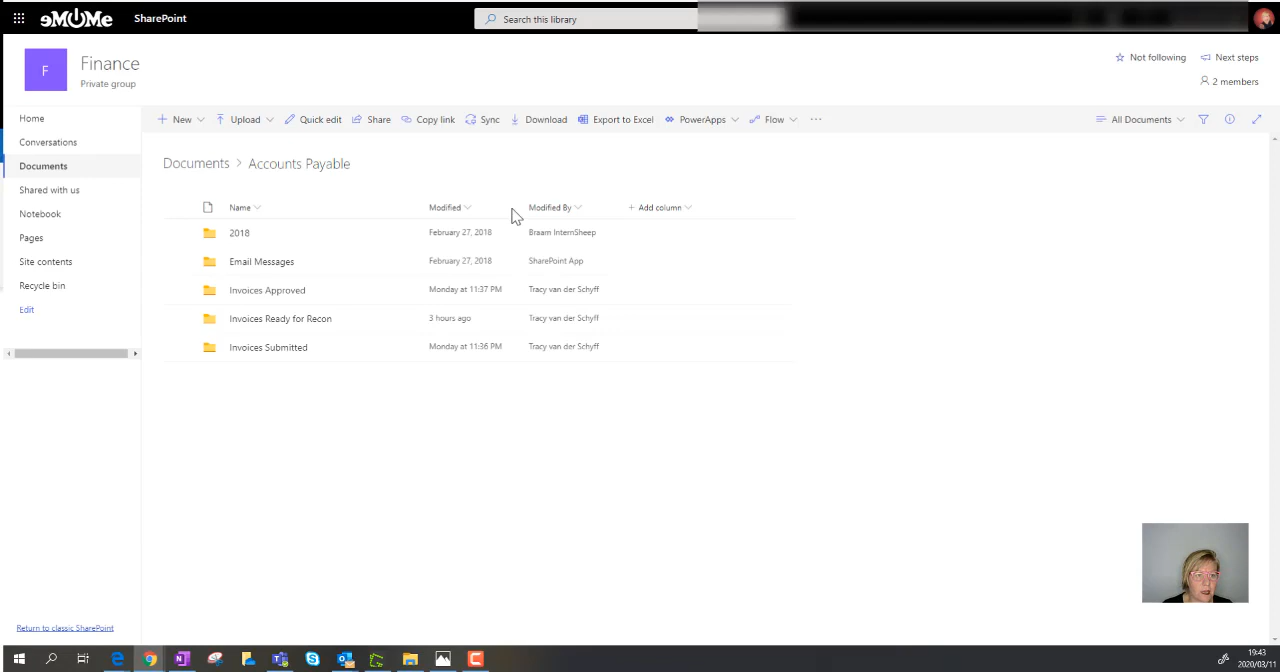 eMOMe SharePoint Search this library
F Finance
Private group
Not following Next steps
2 members
Home
Conversations
Documents
Shared with us
Notebook
Pages
Site contents
Recycle bin
Edit
Return to classic SharePoint
+ New Upload Quick edit Share Copy link Sync Download Export to Excel PowerApps Flow ... All Documents
Documents > Accounts Payable
Name Modified Modified By + Add column
2018 February 27, 2018 Braam InternSheep
Email Messages February 27, 2018 SharePoint App
Invoices Approved Monday at 11:37 PM Tracy van der Schyff
Invoices Ready for Recon 3 hours ago Tracy van der Schyff
Invoices Submitted Monday at 11:36 PM Tracy van der Schyff
19:43
2020/03/11